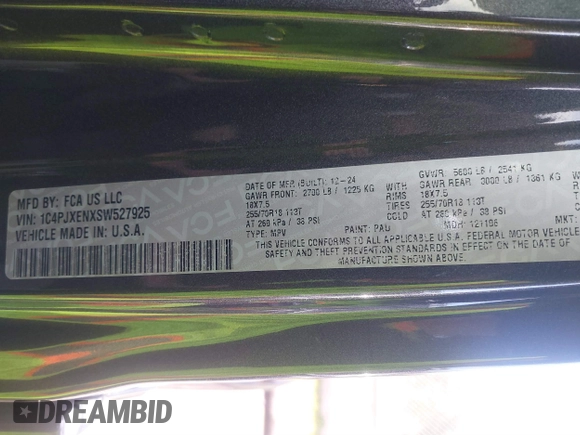 MFD BY: FCA US LLC
VIN: 1C4PJXENXSW527925
VEHICLE MADE IN: U.S.A.
DATE OF MFR (BUILT): 12-24
GAWR FRONT: 2700 LB / 1225 KG WITH
18X7.5 RIMS
255/70R18 113T TIRES
AT 260 kPa / 38 PSI
TYPE: MPV PAINT: PAU
GVWR: 5600 LB / 2541 KG
GAWR REAR: 3000 LB / 1361 KG WITH
18X7.5
255/70R18 113T
AT 260 kPa / 38 PSI
MDH: 121106 MKT:
THIS VEHICLE CONFORMS TO ALL APPLICABLE U.S.A. FEDERAL MOTOR VEHICLE
SAFETY AND THEFT PREVENTION STANDARDS IN EFFECT ON THE DATE OF
MANUFACTURE SHOWN ABOVE.
DREAMBID